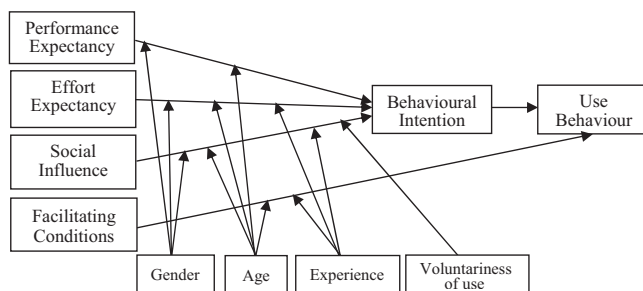 Performance
Expectancy
Effort
Expectancy
Social
Influence
Facilitating
Conditions
Behavioural
Intention
Use
Behaviour
Gender
Age
Experience
Voluntariness
of use